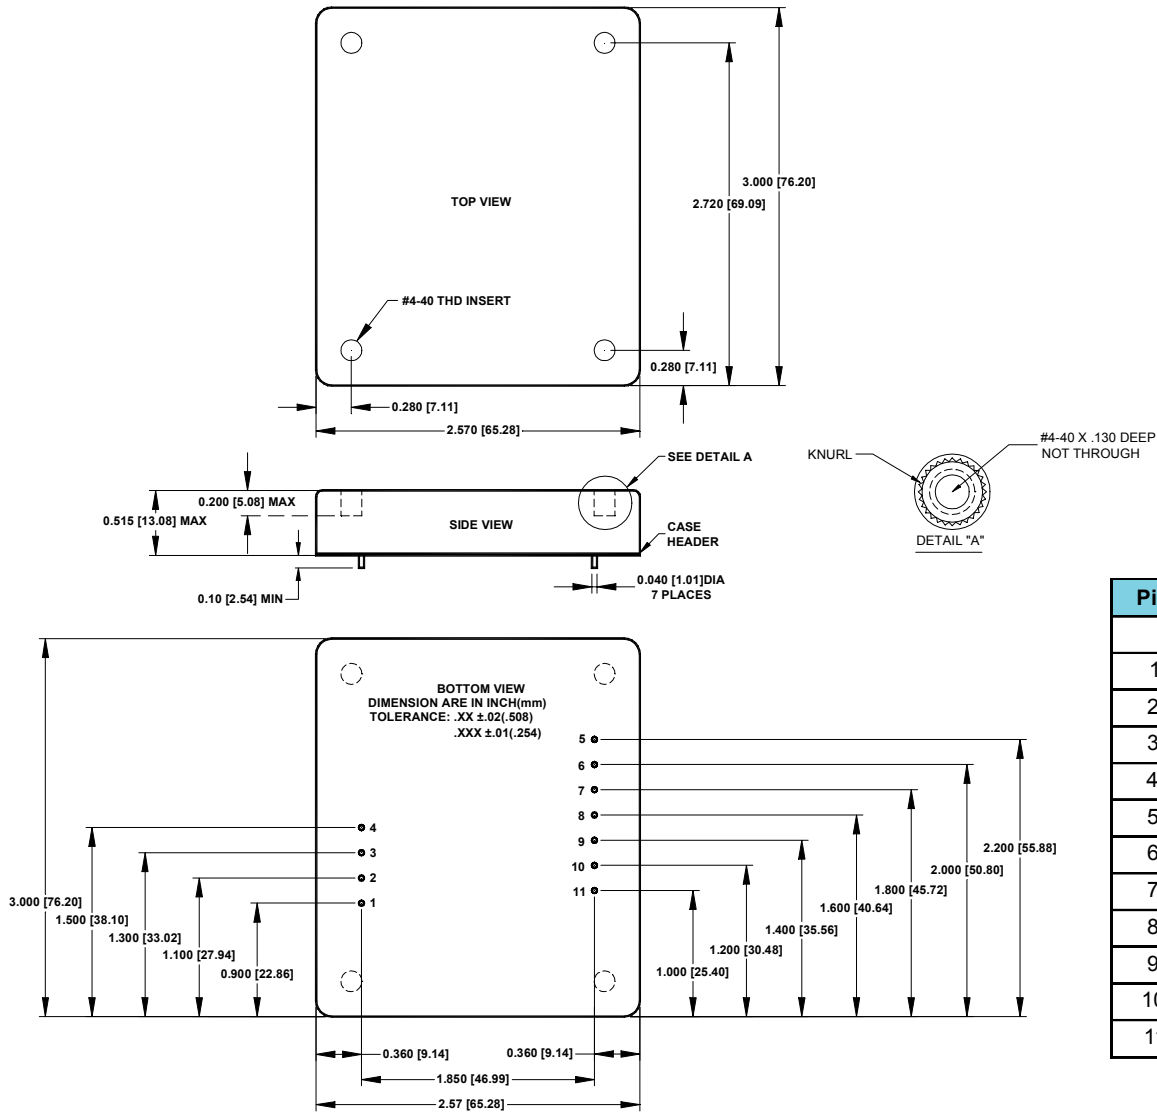 3.000 [76.20]
2.720 [69.09]
TOP VIEW
#4-40 THD INSERT
0.280 [7.11]
0.280 [7.11]
2.570 [65.28]
SEE DETAIL A
KNURL
#4-40 X .130 DEEP
NOT THROUGH
0.200 [5.08] MAX
0.515 [13.08] MAX
SIDE VIEW
CASE
HEADER
DETAIL "A"
0.040 [1.01]DIA
7 PLACES
0.10 [2.54] MIN
BOTTOM VIEW
DIMENSION ARE IN INCH(mm)
TOLERANCE: .XX ±.02(.508)
.XXX ±.01(.254)
5
6
7
8
9
10
11
4
3
2
1
3.000 [76.20]
1.500 [38.10]
1.300 [33.02]
1.100 [27.94]
0.900 [22.86]
2.200 [55.88]
2.000 [50.80]
1.800 [45.72]
1.600 [40.64]
1.400 [35.56]
1.200 [30.48]
1.000 [25.40]
0.360 [9.14]
0.360 [9.14]
1.850 [46.99]
2.57 [65.28]
Pi
1
2
3
4
5
6
7
8
9
10
11